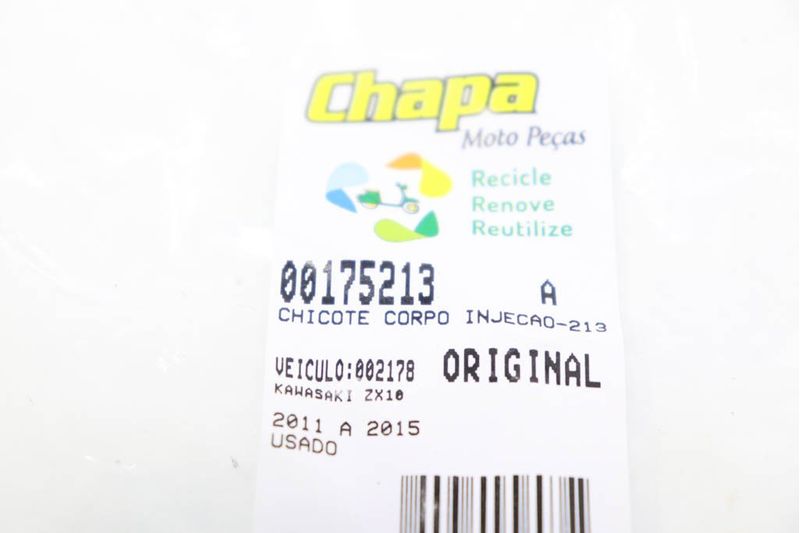 Chapa
Moto Peças
Recicle
Renove
Reutilize
00175213 A
CHICOTE CORPO INJECAO-213
VEICULO:002178 ORIGINAL
KAWASAKI ZX10
2011 A 2015
USADO